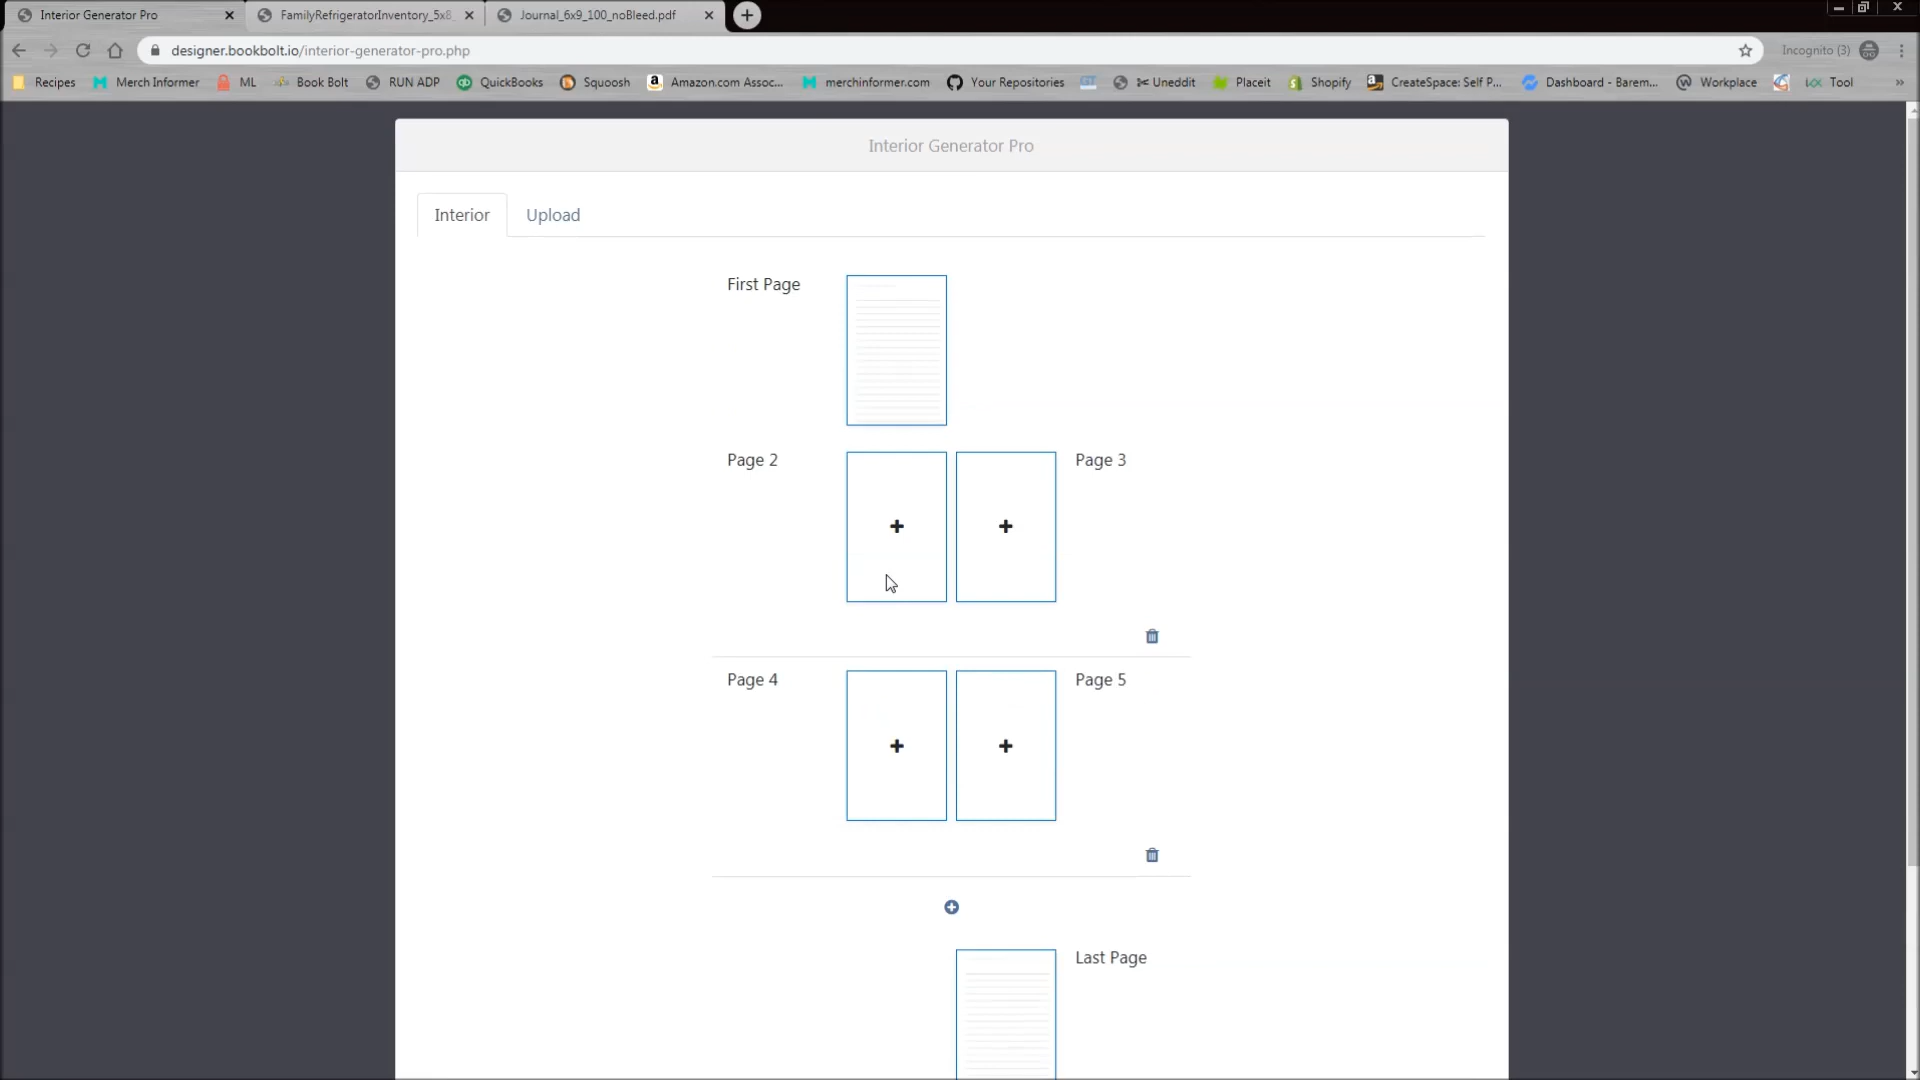 Interior Generator Pro
FamilyRefrigeratorInventory_5x8_
Journal_6x9_100_noBleed.pdf
designer.bookbolt.io/interior-generator-pro.php
Incognito (3)
Recipes
Merch Informer
ML
Book Bolt
RUN ADP
QuickBooks
Squoosh
Amazon.com Assoc...
merchinformer.com
Your Repositories
Uneddit
Placeit
Shopify
CreateSpace: Self P...
Dashboard - Barem...
Workplace
Tool
Interior Generator Pro
Interior
Upload
First Page
Page 2
Page 3
Page 4
Page 5
Last Page